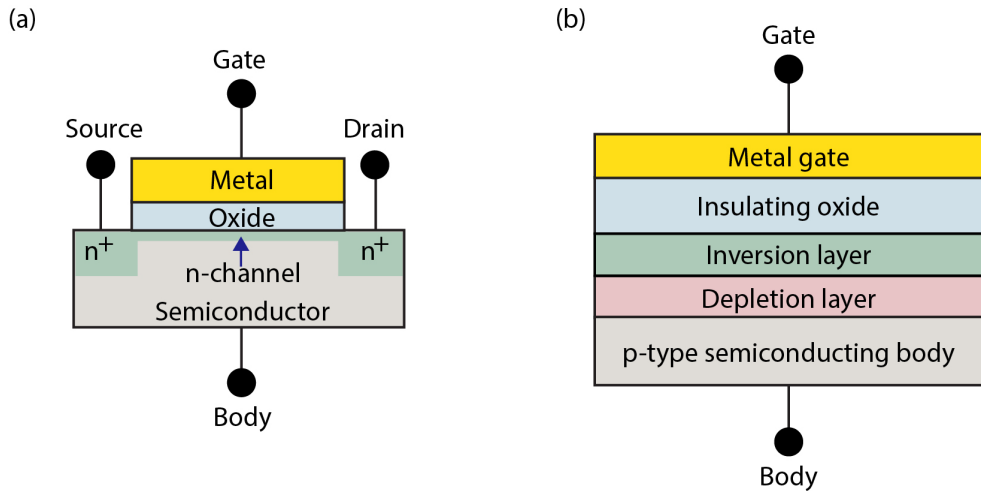 (a)
Gate
Source
Drain
Metal
Oxide
n+
n+
n-channel
Semiconductor
Body
(b)
Gate
Metal gate
Insulating oxide
Inversion layer
Depletion layer
p-type semiconducting body
Body